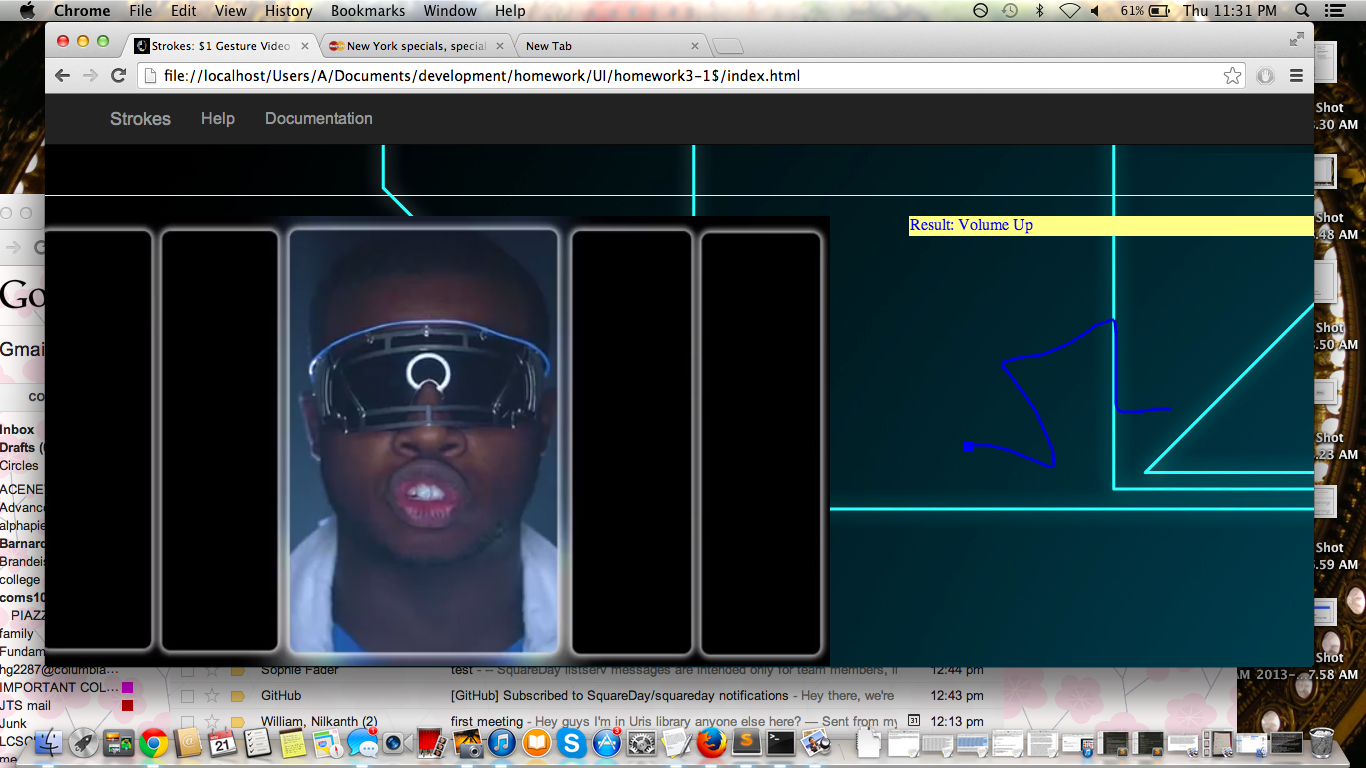 Chrome File Edit View History Bookmarks Window Help 61% Thu 11:31 PM
Strokes: $1 Gesture Video New York specials, special New Tab
file://localhost/Users/A/Documents/development/homework/UI/homework3-1$/index.html
Strokes Help Documentation
Result: Volume Up
Shot
.30 AM
Shot
.48 AM
Shot
.50 AM
Shot
.23 AM
Shot
.59 AM
Shot
AM 2013-...7.58 AM
Go
Gmai
co
Inbox
Drafts (
Circles
ACENE
Advanc
alphapie
Barnard
Brandeis
college
coms10
PIAZZ
family
Fundam
hg2287@columbia...
IMPORTANT COL...
JTS mail
Junk
LCSC
me
Sophie Fader test - – SquareDay listserv messages are intended only for team members, 12:44 pm
GitHub [GitHub] Subscribed to SquareDay/squareday notifications - Hey there, we're 12:43 pm
William, Nilkanth (2) first meeting - Hey guys I'm in Uris library anyone else here? — Sent from my 31 12:13 pm
21
1
3